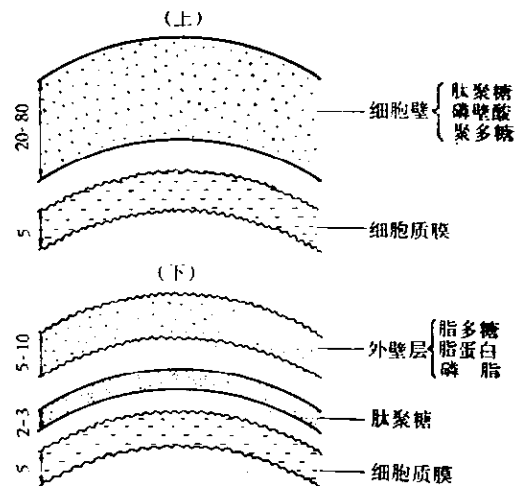 (上)
20-80
细胞壁
肽聚糖
磷壁酸
聚多糖
5
细胞质膜
(下)
5-10
外壁层
脂多糖
脂蛋白
磷 脂
2-3
肽聚糖
5
细胞质膜